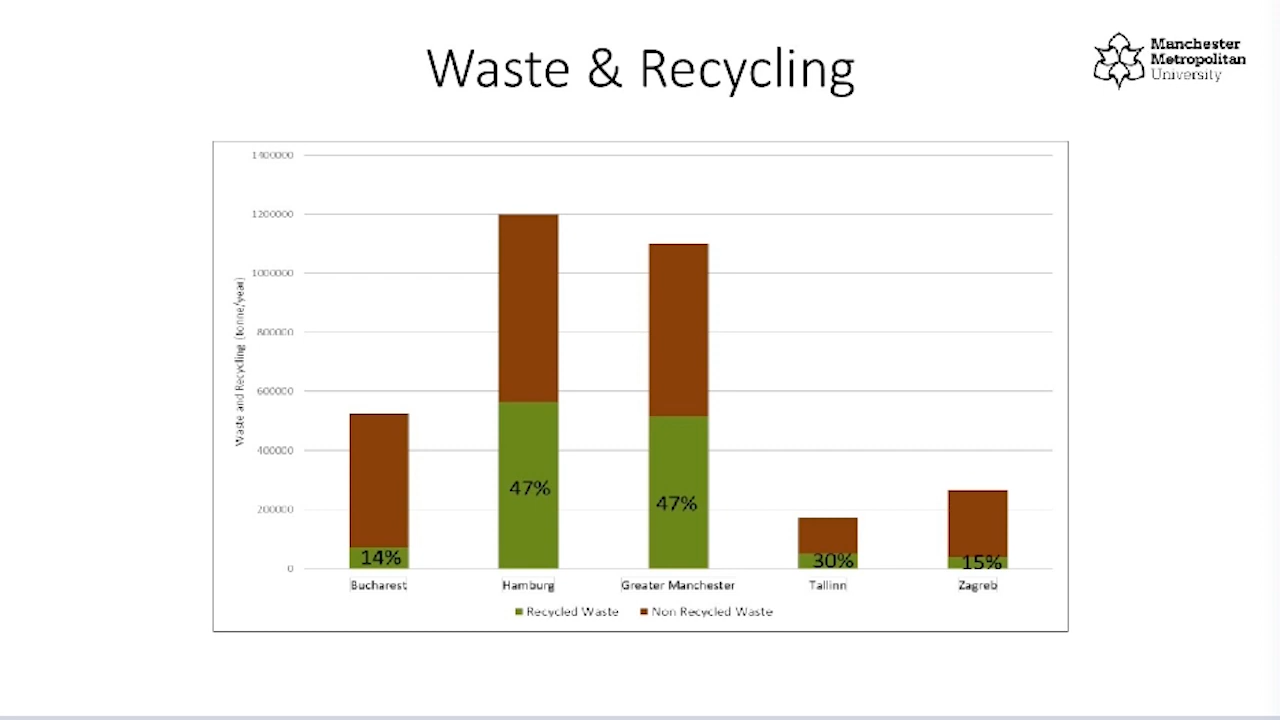 Waste & Recycling
Manchester
Metropolitan
University
Waste and Recycling (tonne/year)
1400000
1200000
1000000
800000
600000
400000
200000
0
47%
47%
14%
30%
15%
Bucharest Hamburg Greater Manchester Tallinn Zagreb
Recycled Waste Non Recycled Waste